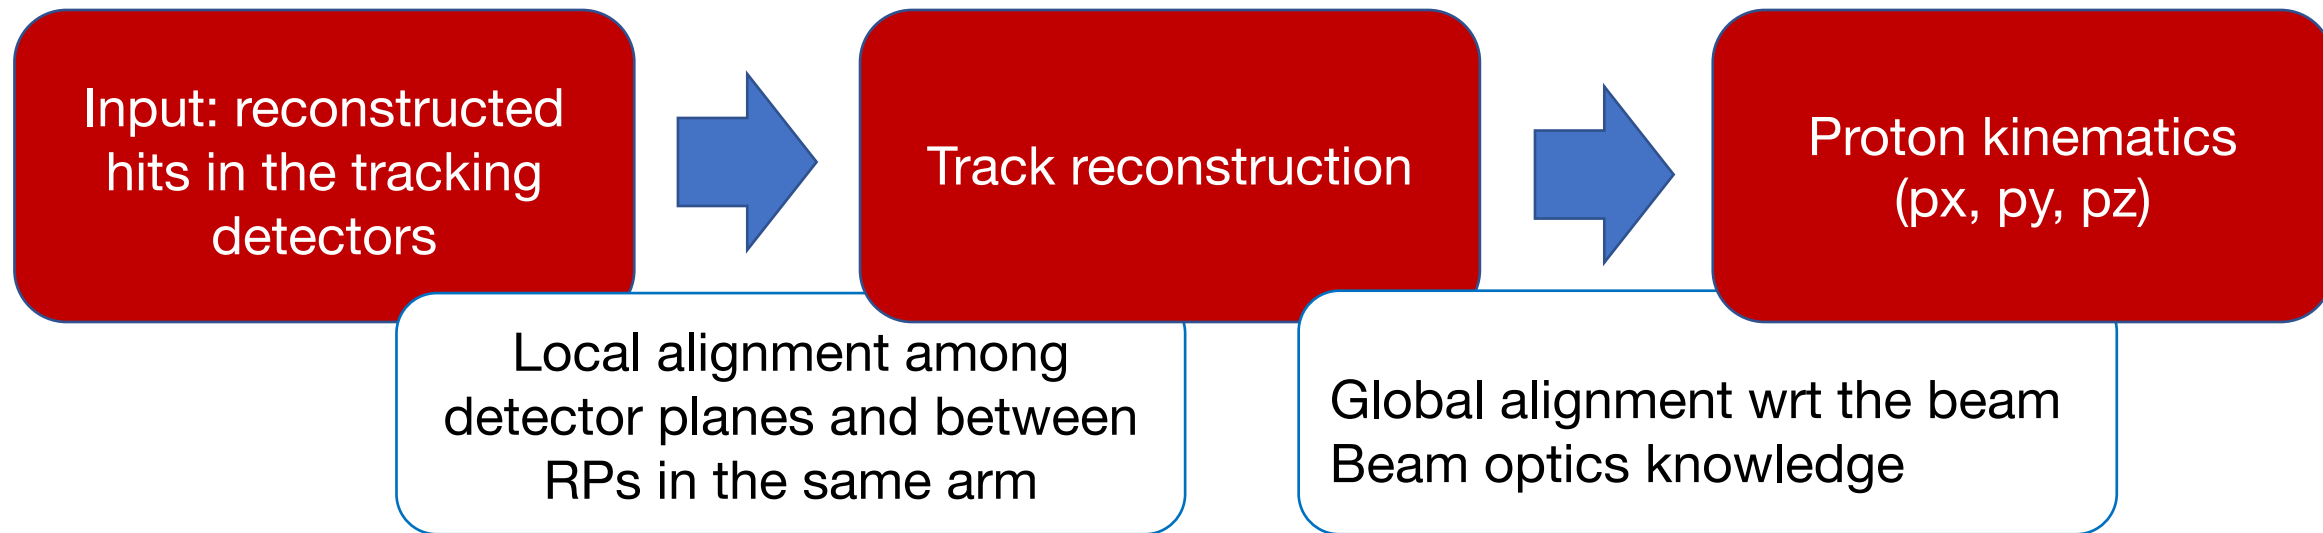 Input: reconstructed
hits in the tracking
detectors
Track reconstruction
Proton kinematics
(px, py, pz)
Local alignment among
detector planes and between
RPs in the same arm
Global alignment wrt the beam
Beam optics knowledge